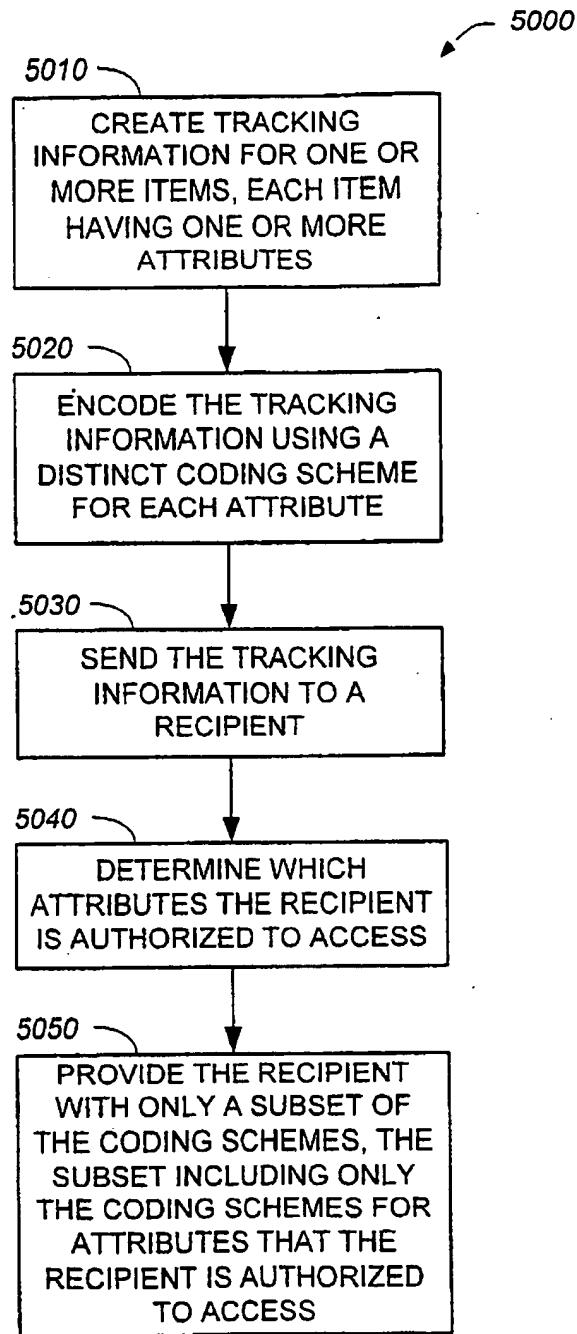 5000
5010
CREATE TRACKING
INFORMATION FOR ONE OR
MORE ITEMS, EACH ITEM
HAVING ONE OR MORE
ATTRIBUTES
5020
ENCODE THE TRACKING
INFORMATION USING A
DISTINCT CODING SCHEME
FOR EACH ATTRIBUTE
5030
SEND THE TRACKING
INFORMATION TO A
RECIPIENT
5040
DETERMINE WHICH
ATTRIBUTES THE RECIPIENT
IS AUTHORIZED TO ACCESS
5050
PROVIDE THE RECIPIENT
WITH ONLY A SUBSET OF
THE CODING SCHEMES, THE
SUBSET INCLUDING ONLY
THE CODING SCHEMES FOR
ATTRIBUTES THAT THE
RECIPIENT IS AUTHORIZED
TO ACCESS